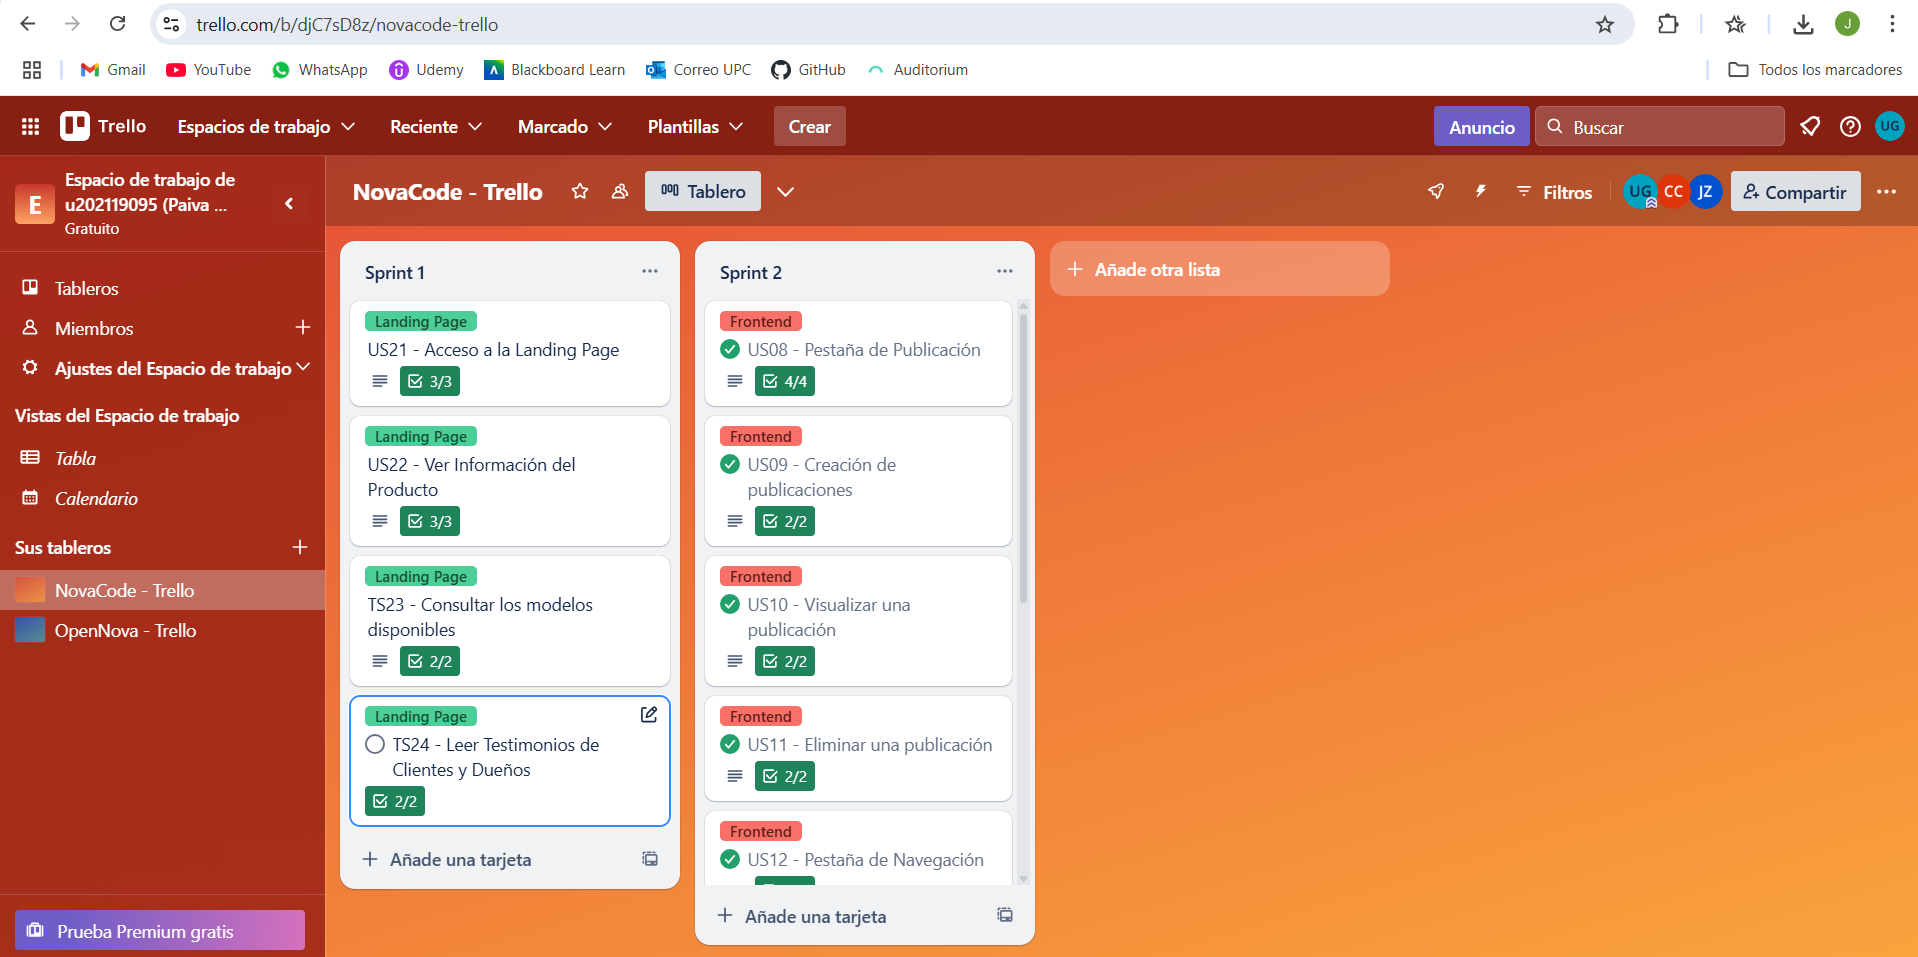 trello.com/b/djC7sD8z/novacode-trello
J
Gmail
YouTube
WhatsApp
Udemy
Blackboard Learn
Correo UPC
GitHub
Auditorium
Todos los marcadores
Trello
Espacios de trabajo
Reciente
Marcado
Plantillas
Crear
Anuncio
Buscar
UG
E
Espacio de trabajo de
u202119095 (Paiva ...
Gratuito
Tableros
Miembros
Ajustes del Espacio de trabajo
Vistas del Espacio de trabajo
Tabla
Calendario
Sus tableros
NovaCode - Trello
OpenNova - Trello
Prueba Premium gratis
NovaCode - Trello
Tablero
Filtros
UG
CC
JZ
Compartir
Sprint 1
Landing Page
US21 - Acceso a la Landing Page
3/3
Landing Page
US22 - Ver Información del
Producto
3/3
Landing Page
TS23 - Consultar los modelos
disponibles
2/2
Landing Page
TS24 - Leer Testimonios de
Clientes y Dueños
2/2
Añade una tarjeta
Sprint 2
Frontend
US08 - Pestaña de Publicación
4/4
Frontend
US09 - Creación de
publicaciones
2/2
Frontend
US10 - Visualizar una
publicación
2/2
Frontend
US11 - Eliminar una publicación
2/2
Frontend
US12 - Pestaña de Navegación
Añade una tarjeta
Añade otra lista